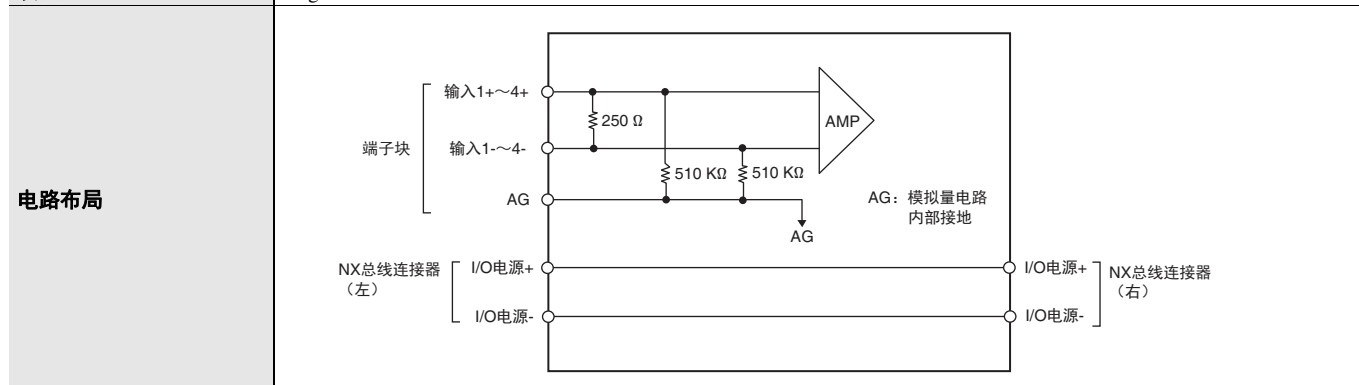 电路布局
端子块
输入1+～4+
输入1-～4-
AG
250 Ω
510 KΩ
510 KΩ
AMP
AG
AG：模拟量电路
内部接地
NX总线连接器
（左）
I/O电源+
I/O电源-
I/O电源+
I/O电源-
NX总线连接器
（右）